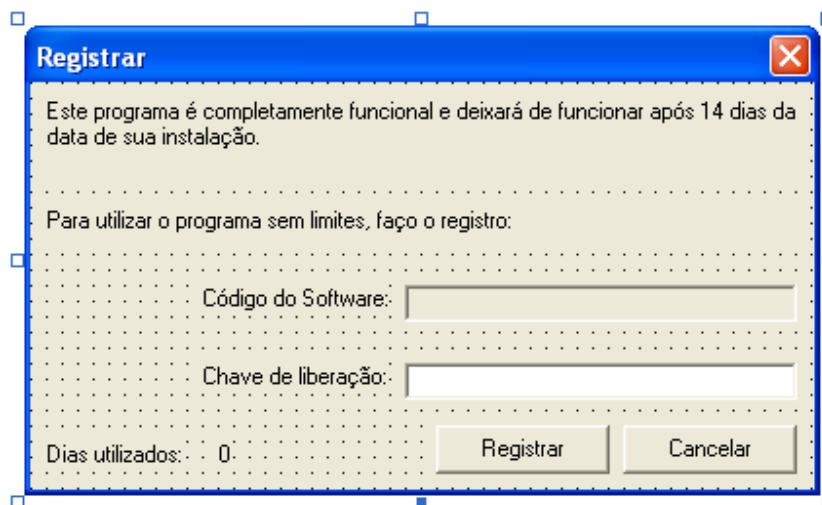 Registrar
Este programa é completamente funcional e deixará de funcionar após 14 dias da
data de sua instalação.
Para utilizar o programa sem limites, faço o registro:
Código do Software:
Chave de liberação:
Dias utilizados: 0 Registrar Cancelar